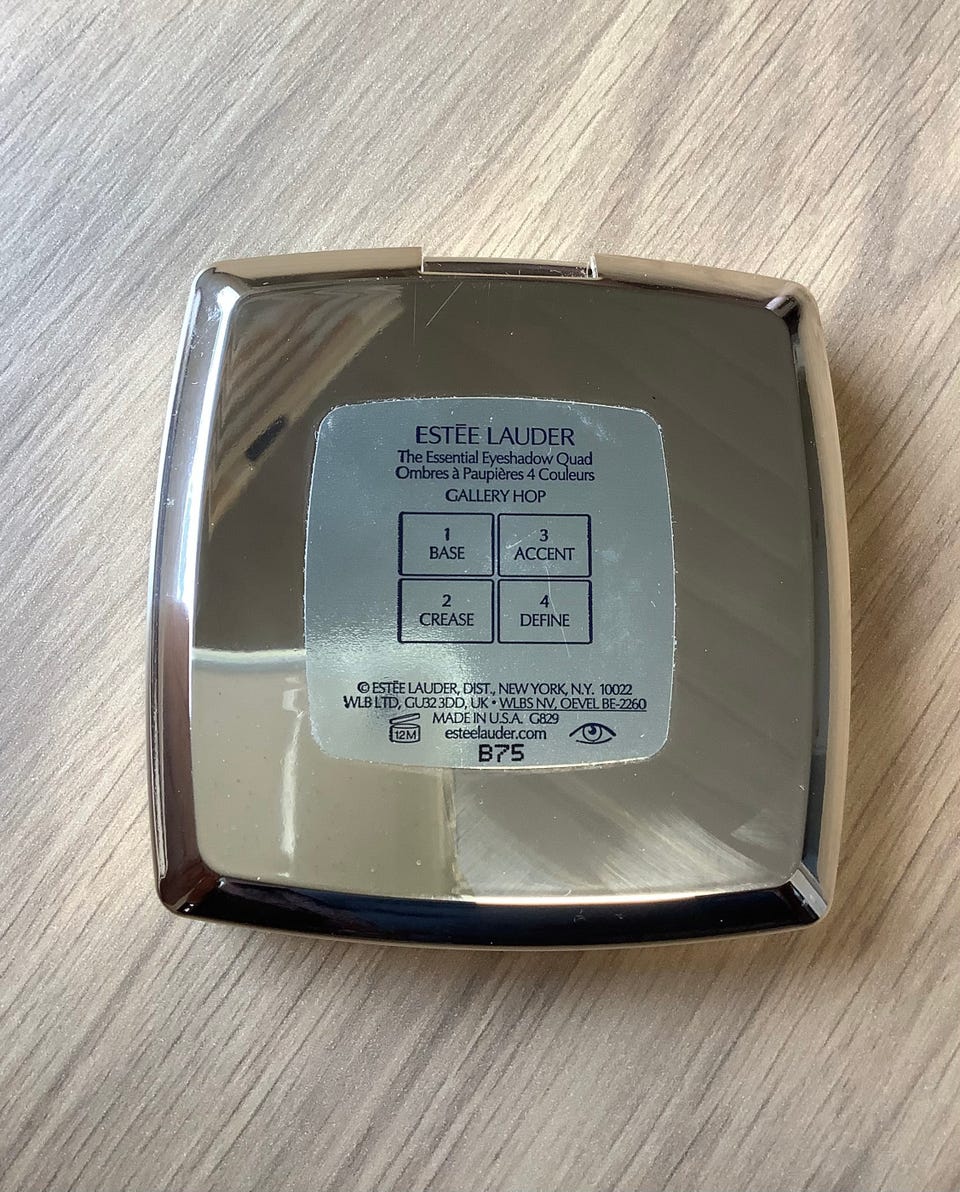 ESTÉE LAUDER
The Essential Eyeshadow Quad
Ombres à Paupières 4 Couleurs
GALLERY HOP
1
BASE
3
ACCENT
2
CREASE
4
DEFINE
© ESTÉE LAUDER, DIST., NEW YORK, N.Y. 10022
WLB LTD, GU32 3DD, UK • WLBS NV, OEVEL BE-2260
MADE IN U.S.A. G829
12M esteelauder.com
B75